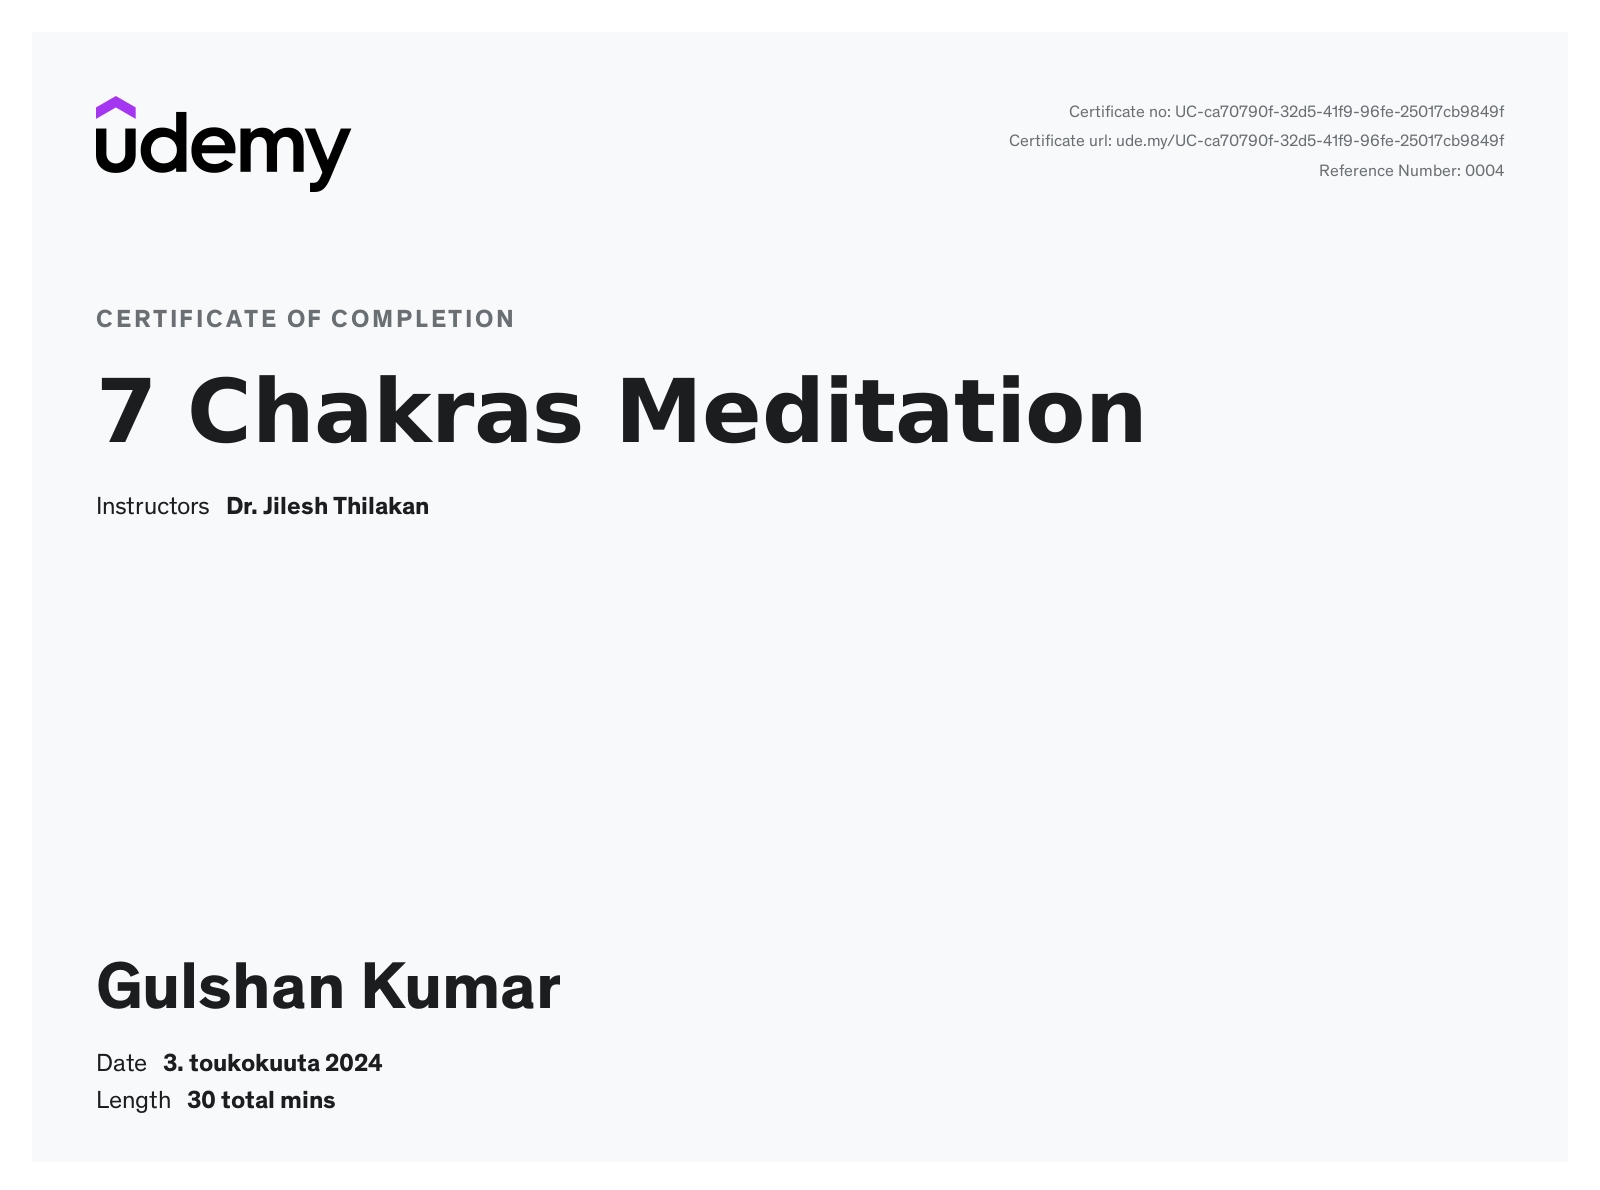 udemy
Certificate no: UC-ca70790f-32d5-41f9-96fe-25017cb9849f
Certificate url: ude.my/UC-ca70790f-32d5-41f9-96fe-25017cb9849f
Reference Number: 0004
CERTIFICATE OF COMPLETION
7 Chakras Meditation
Instructors Dr. Jilesh Thilakan
Gulshan Kumar
Date 3. toukokuuta 2024
Length 30 total mins